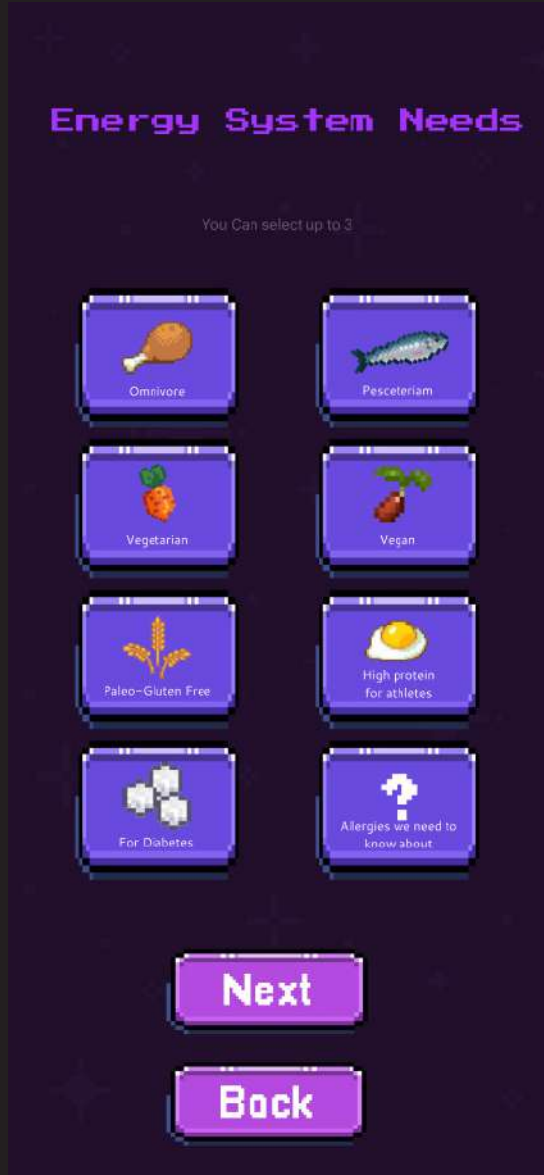 Energy System Needs
You Can select up to 3
Omnivore
Pesceteriam
Vegetarian
Vegan
Paleo-Gluten Free
High protein
for athletes
For Diabetes
?
Allergies we need to
know about
Next
Back